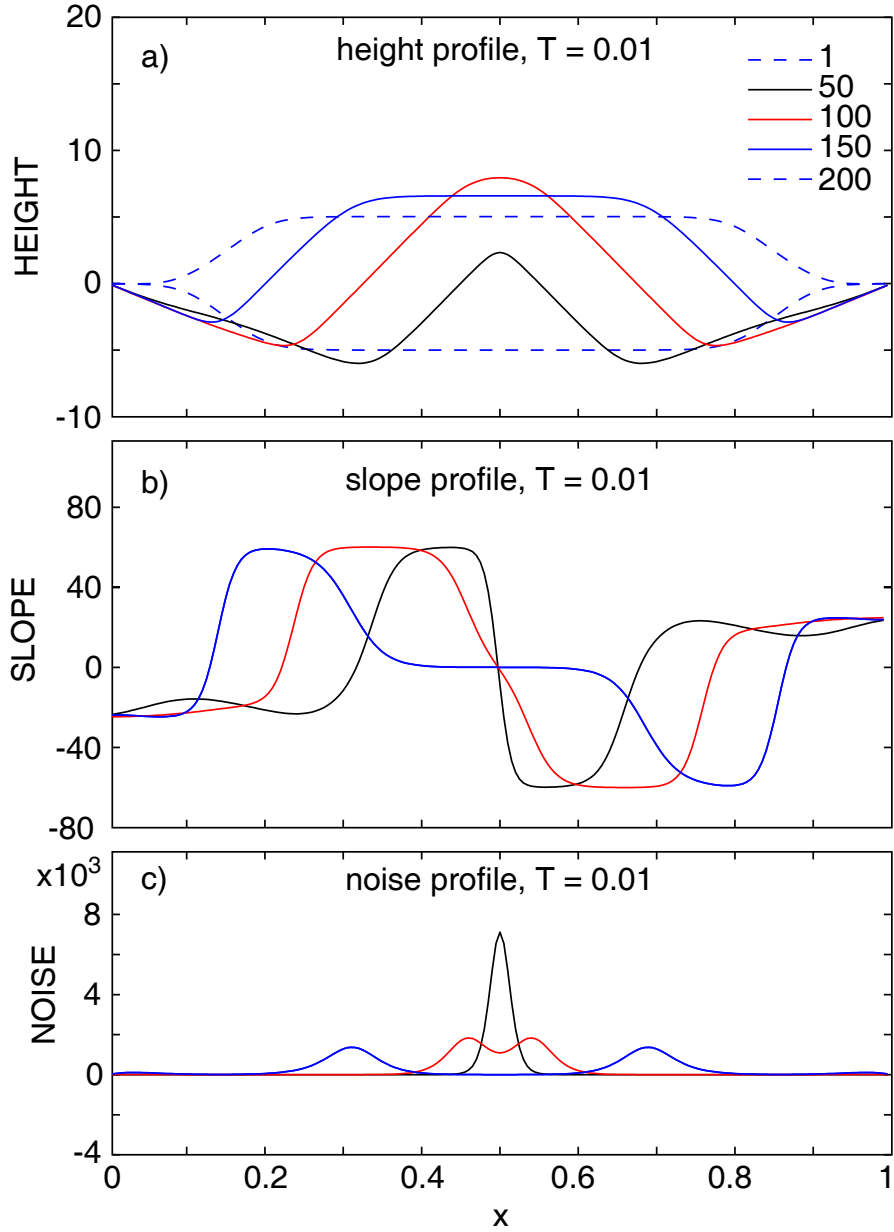 20
a) height profile, T = 0.01
1
50
10
100
150
200
HEIGHT
0
-10
b) slope profile, T = 0.01
80
40
SLOPE
0
-40
-80
x10³
c) noise profile, T = 0.01
8
NOISE
4
0
-4
0 0.2 0.4 0.6 0.8 1
x